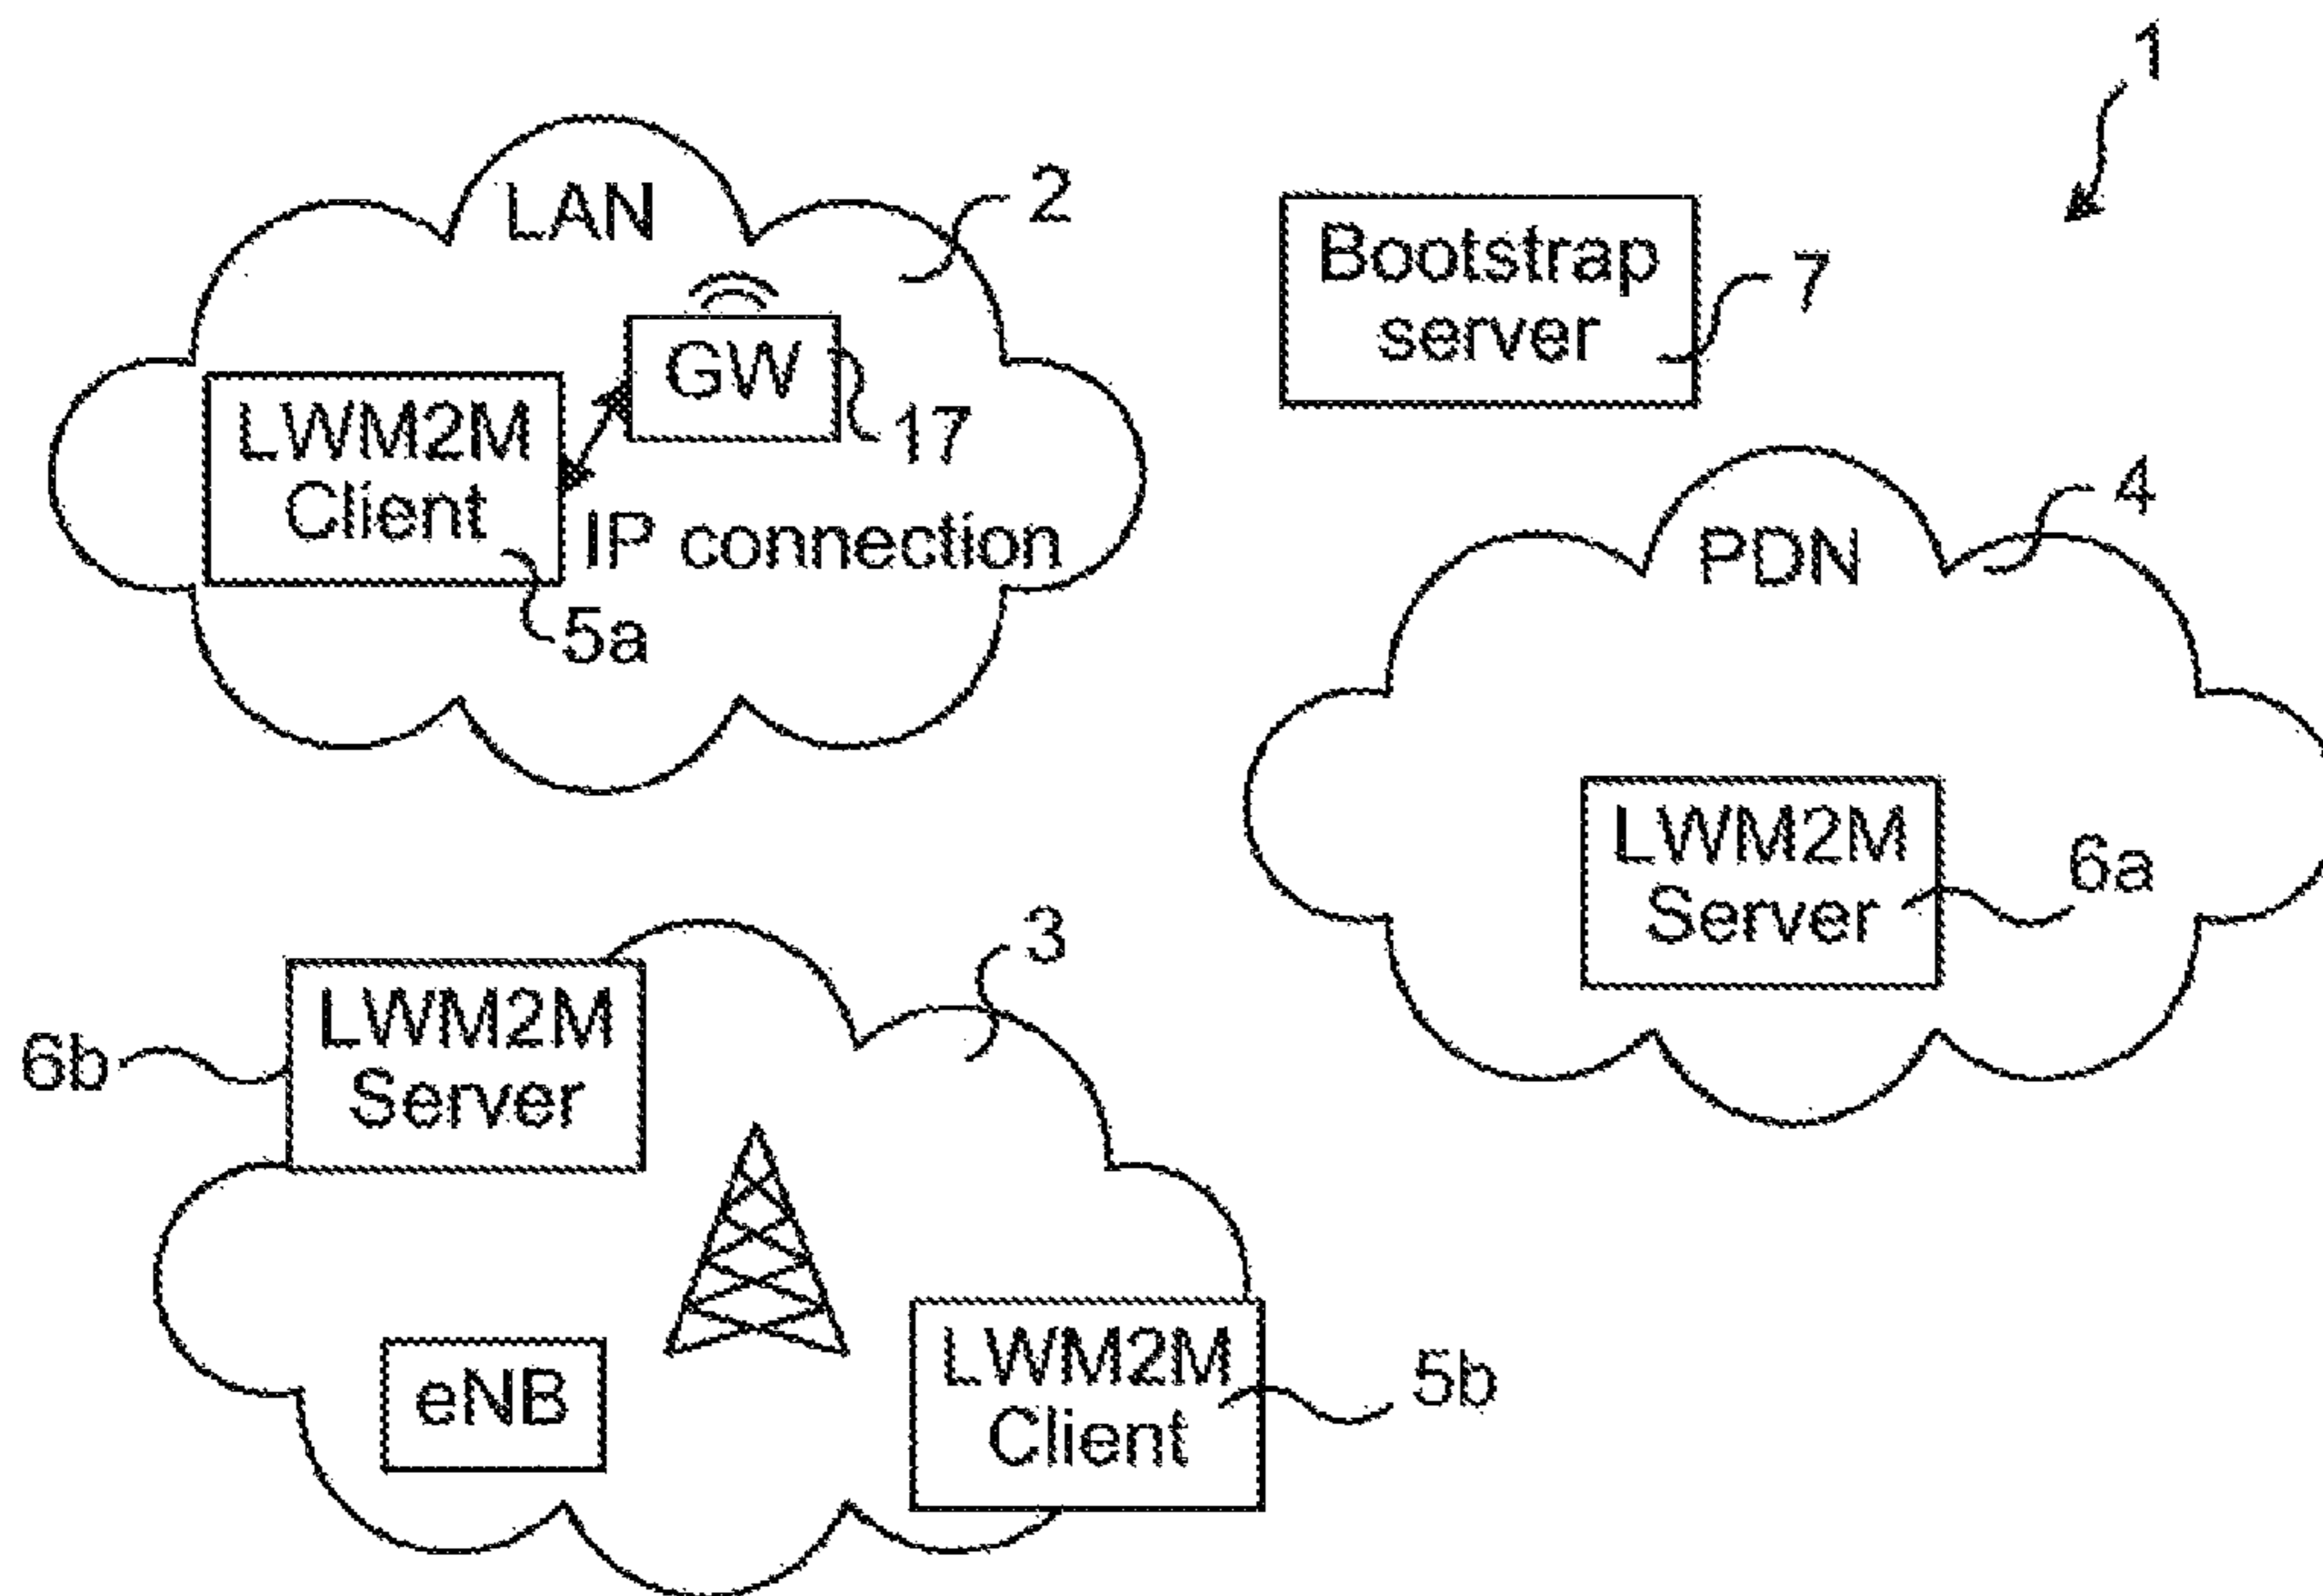 1
LAN
2
Bootstrap
server
7
GW
17
LWM2M
Client
IP connection
5a
4
PDN
LWM2M
Server
6a
3
LWM2M
Server
6b
eNB
LWM2M
Client
5b